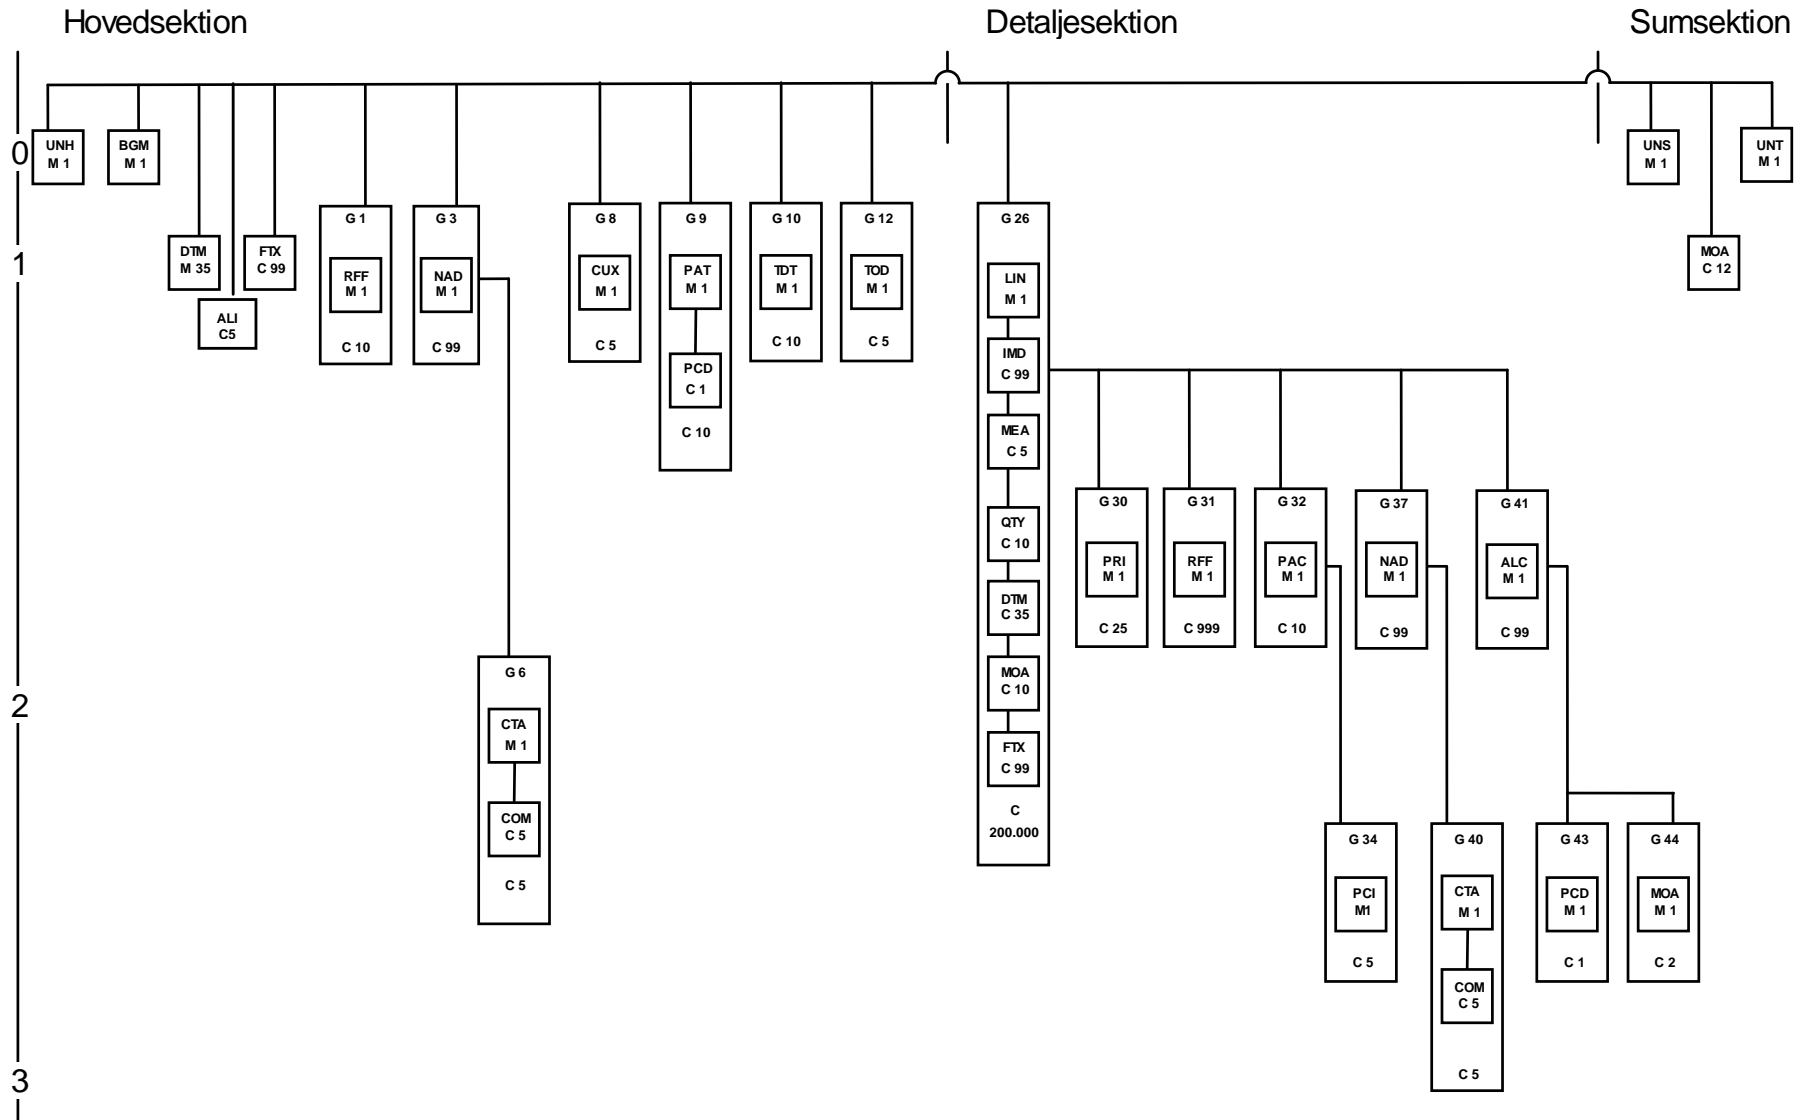 Hovedsektion
Detaljesektion
Sumsektion
0
UNH
M 1
BGM
M 1
UNS
M 1
UNT
M 1
1
DTM
M 35
ALI
C5
FTX
C 99
G 1
RFF
M 1
C 10
G 3
NAD
M 1
C 99
G 8
CUX
M 1
C 5
G 9
PAT
M 1
PCD
C 1
C 10
G 10
TDT
M 1
C 10
G 12
TOD
M 1
C 5
G 26
LIN
M 1
IMD
C 99
MEA
C 5
QTY
C 10
DTM
C 35
MOA
C 10
FTX
C 99
C
200.000
MOA
C 12
2
G 6
CTA
M 1
COM
C 5
C 5
G 30
PRI
M 1
C 25
G 31
RFF
M 1
C 999
G 32
PAC
M 1
C 10
G 37
NAD
M 1
C 99
G 41
ALC
M 1
C 99
3
G 34
PCI
M1
C 5
G 40
CTA
M 1
COM
C 5
C 5
G 43
PCD
M 1
C 1
G 44
MOA
M 1
C 2